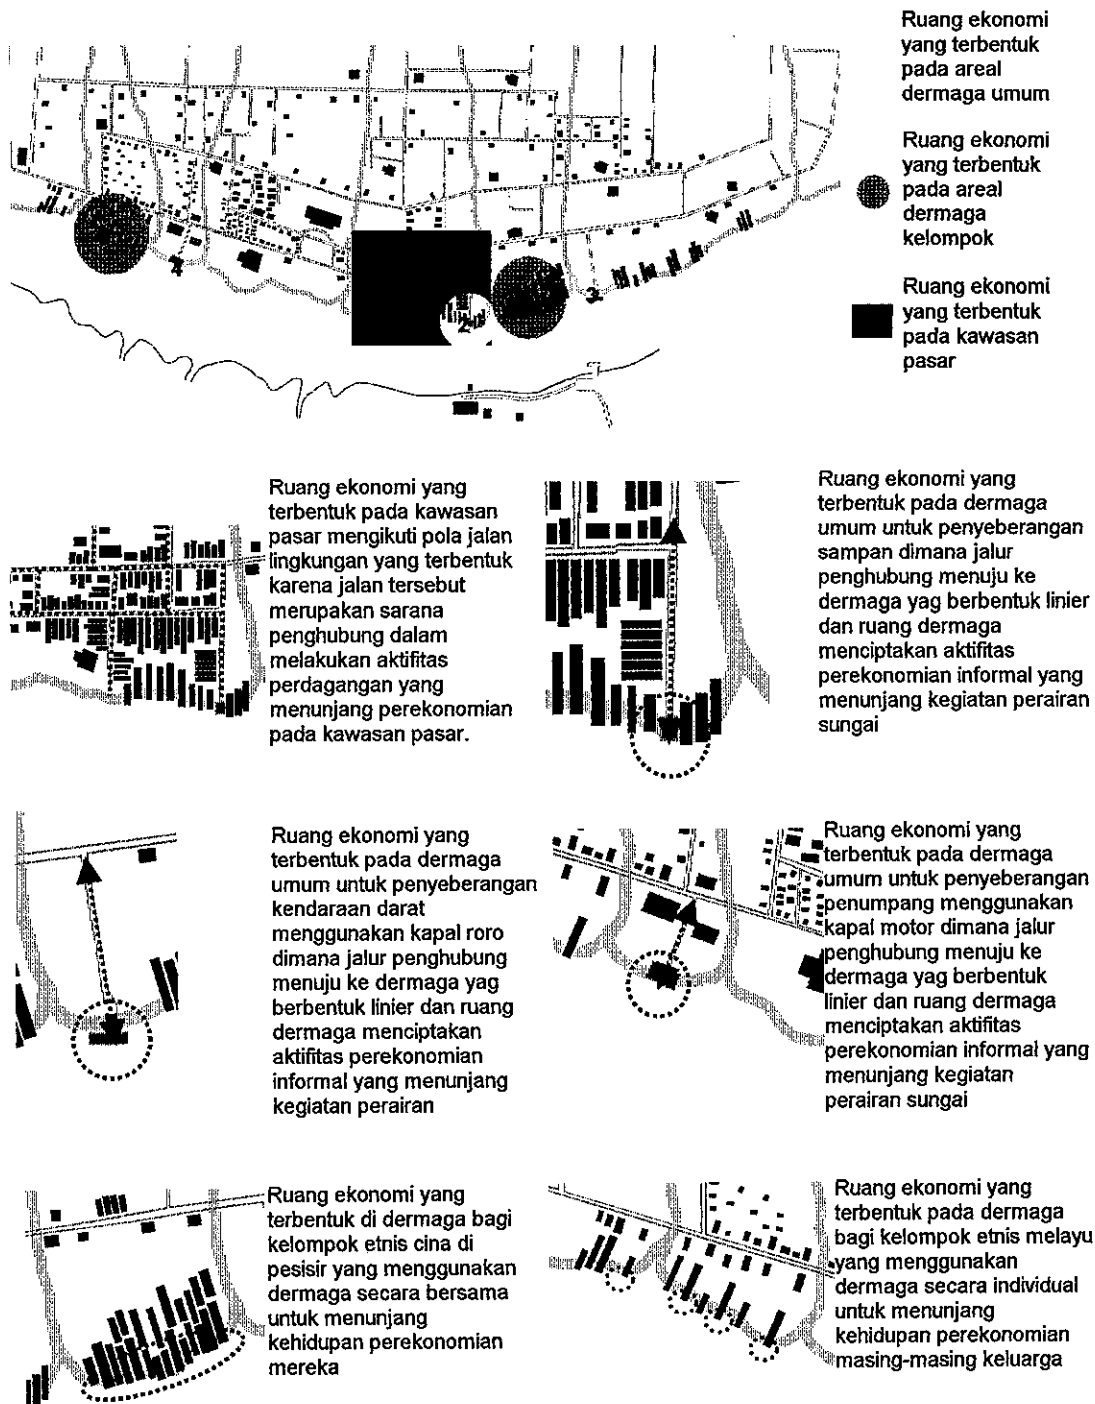 Ruang ekonomi
yang terbentuk
pada areal
dermaga umum
Ruang ekonomi
yang terbentuk
pada areal
dermaga
kelompok
Ruang ekonomi
yang terbentuk
pada kawasan
pasar
4
2
3
Ruang ekonomi yang
terbentuk pada kawasan
pasar mengikuti pola jalan
lingkungan yang terbentuk
karena jalan tersebut
merupakan sarana
penghubung dalam
melakukan aktifitas
perdagangan yang
menunjang perekonomian
pada kawasan pasar.
Ruang ekonomi yang
terbentuk pada dermaga
umum untuk penyeberangan
sampan dimana jalur
penghubung menuju ke
dermaga yag berbentuk linier
dan ruang dermaga
menciptakan aktifitas
perekonomian informal yang
menunjang kegiatan perairan
sungai
Ruang ekonomi yang
terbentuk pada dermaga
umum untuk penyeberangan
kendaraan darat
menggunakan kapal roro
dimana jalur penghubung
menuju ke dermaga yag
berbentuk linier dan ruang
dermaga menciptakan
aktifitas perekonomian
informal yang menunjang
kegiatan perairan
Ruang ekonomi yang
terbentuk pada dermaga
umum untuk penyeberangan
penumpang menggunakan
kapal motor dimana jalur
penghubung menuju ke
dermaga yag berbentuk
linier dan ruang dermaga
menciptakan aktifitas
perekonomian informal yang
menunjang kegiatan
perairan sungai
Ruang ekonomi yang
terbentuk di dermaga bagi
kelompok etnis cina di
pesisir yang menggunakan
dermaga secara bersama
untuk menunjang
kehidupan perekonomian
mereka
Ruang ekonomi yang
terbentuk pada dermaga
bagi kelompok etnis melayu
yang menggunakan
dermaga secara individual
untuk menunjang
kehidupan perekonomian
masing-masing keluarga